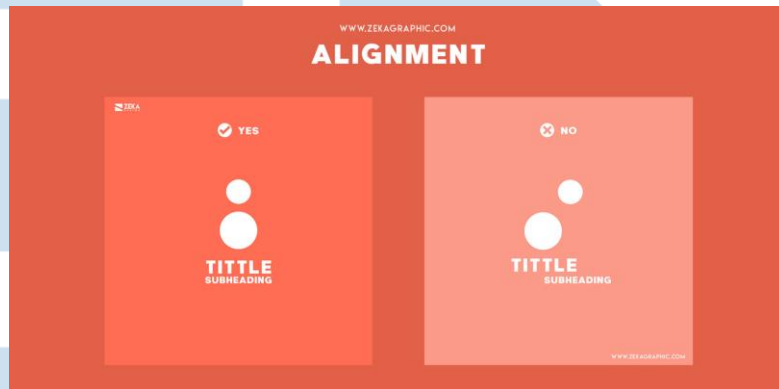 WWW.ZEKAGRAPHIC.COM
ALIGNMENT
ZEKA
YES
TITTLE
SUBHEADING
NO
TITTLE
SUBHEADING
WWW.ZEKAGRAPHIC.COM